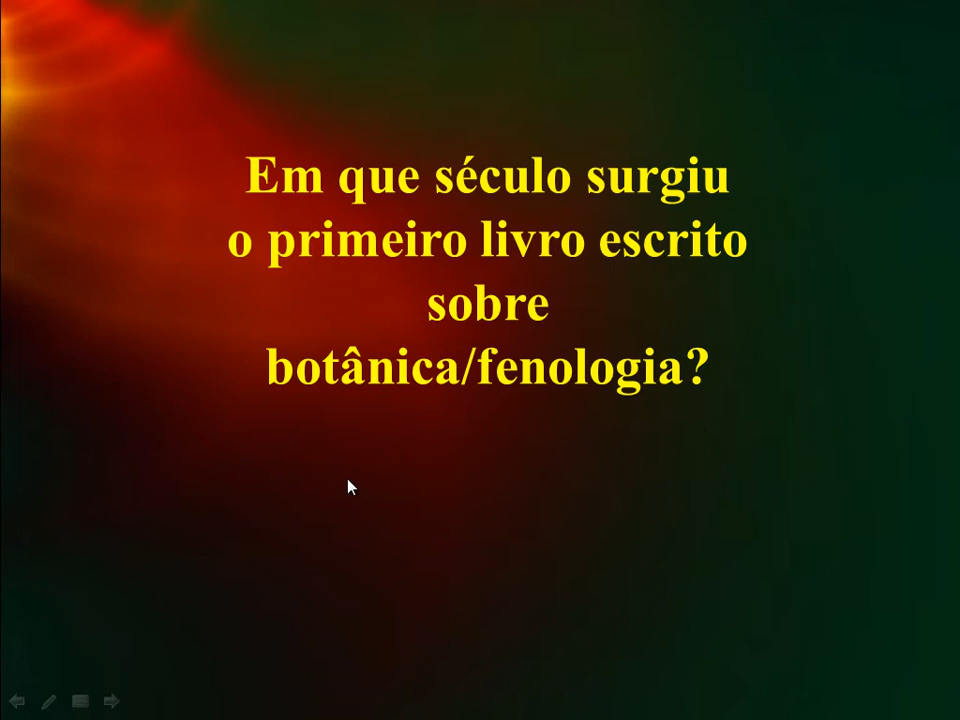 Em que século surgiu
o primeiro livro escrito
sobre
botânica/fenologia?